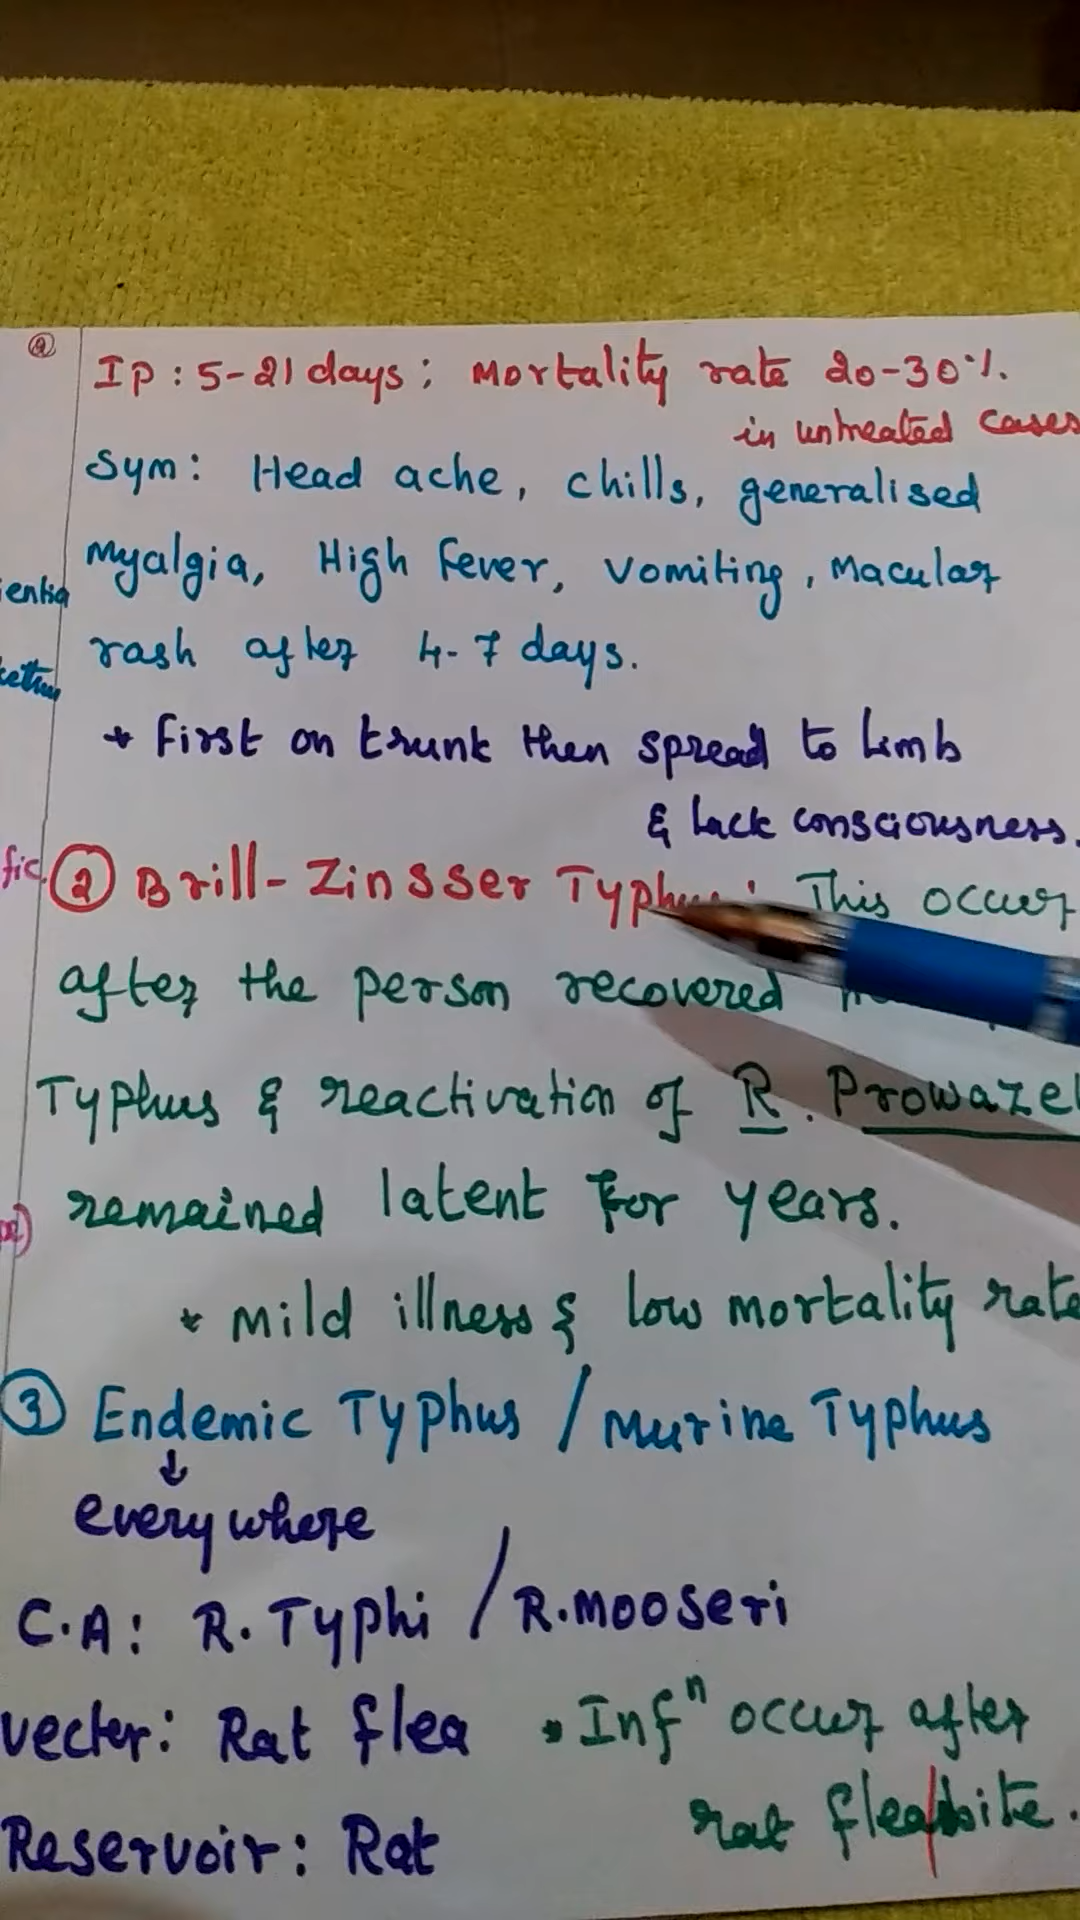 IP : 5-21 days ; Mortality rate 20-30%.
in untreated cases
Sym: Head ache, chills, generalised
Myalgia, High Fever, Vomiting, Macular
rash after 4-7 days.
* First on trunk then spread to limb
& lack consciousness.
② Brill-Zinsser Typhus: This occur
after the person recovered
Typhus & reactivation of R. Prowazek
remained latent for years.
* Mild illness & low mortality rate
③ Endemic Typhus / Murine Typhus
↓
everywhere
C.A: R. Typhi / R. mooseri
vector: Rat flea • Infⁿ occur after
rat flea bite.
Reservoir: Rat